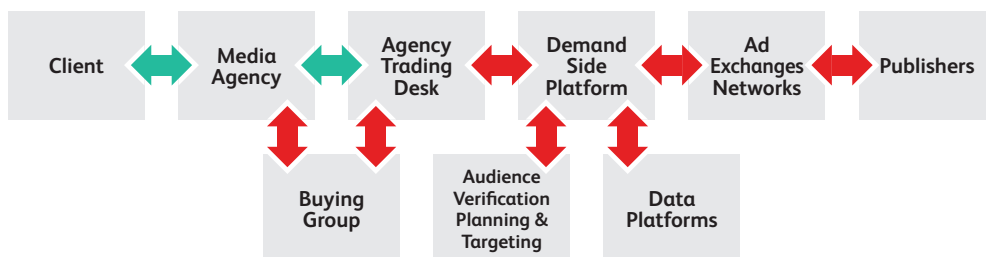 Client
Media
Agency
Agency
Trading
Desk
Demand
Side
Platform
Ad
Exchanges
Networks
Publishers
Buying
Group
Audience
Verification
Planning &
Targeting
Data
Platforms